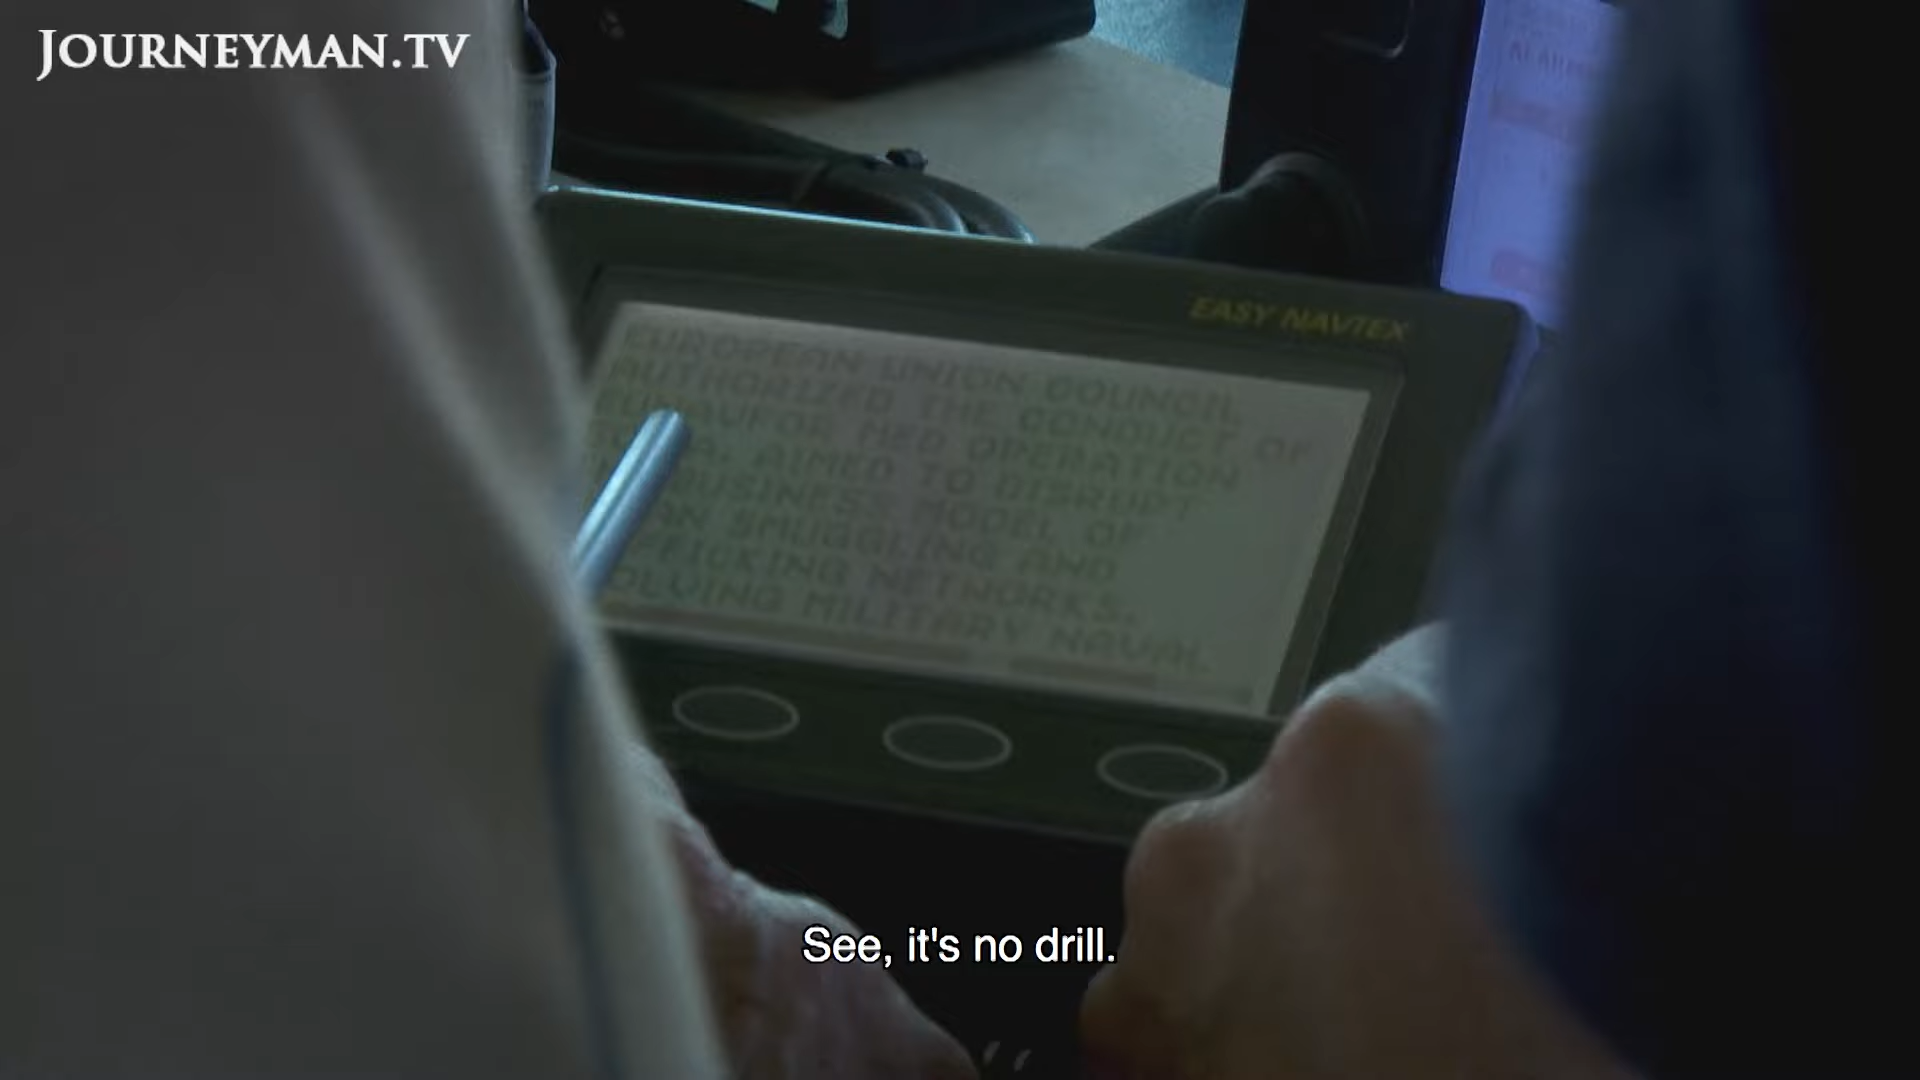 JOURNEYMAN.TV
ALARM
EASY NAVTEX
EUROPEAN UNION COUNCIL
AUTHORIZED THE CONDUCT OF
MED OPERATION
AIMED TO DISRUPT
BUSINESS MODEL OF
SMUGGLING AND
NETWORKS.
MILITARY NAVAL
See, it's no drill.